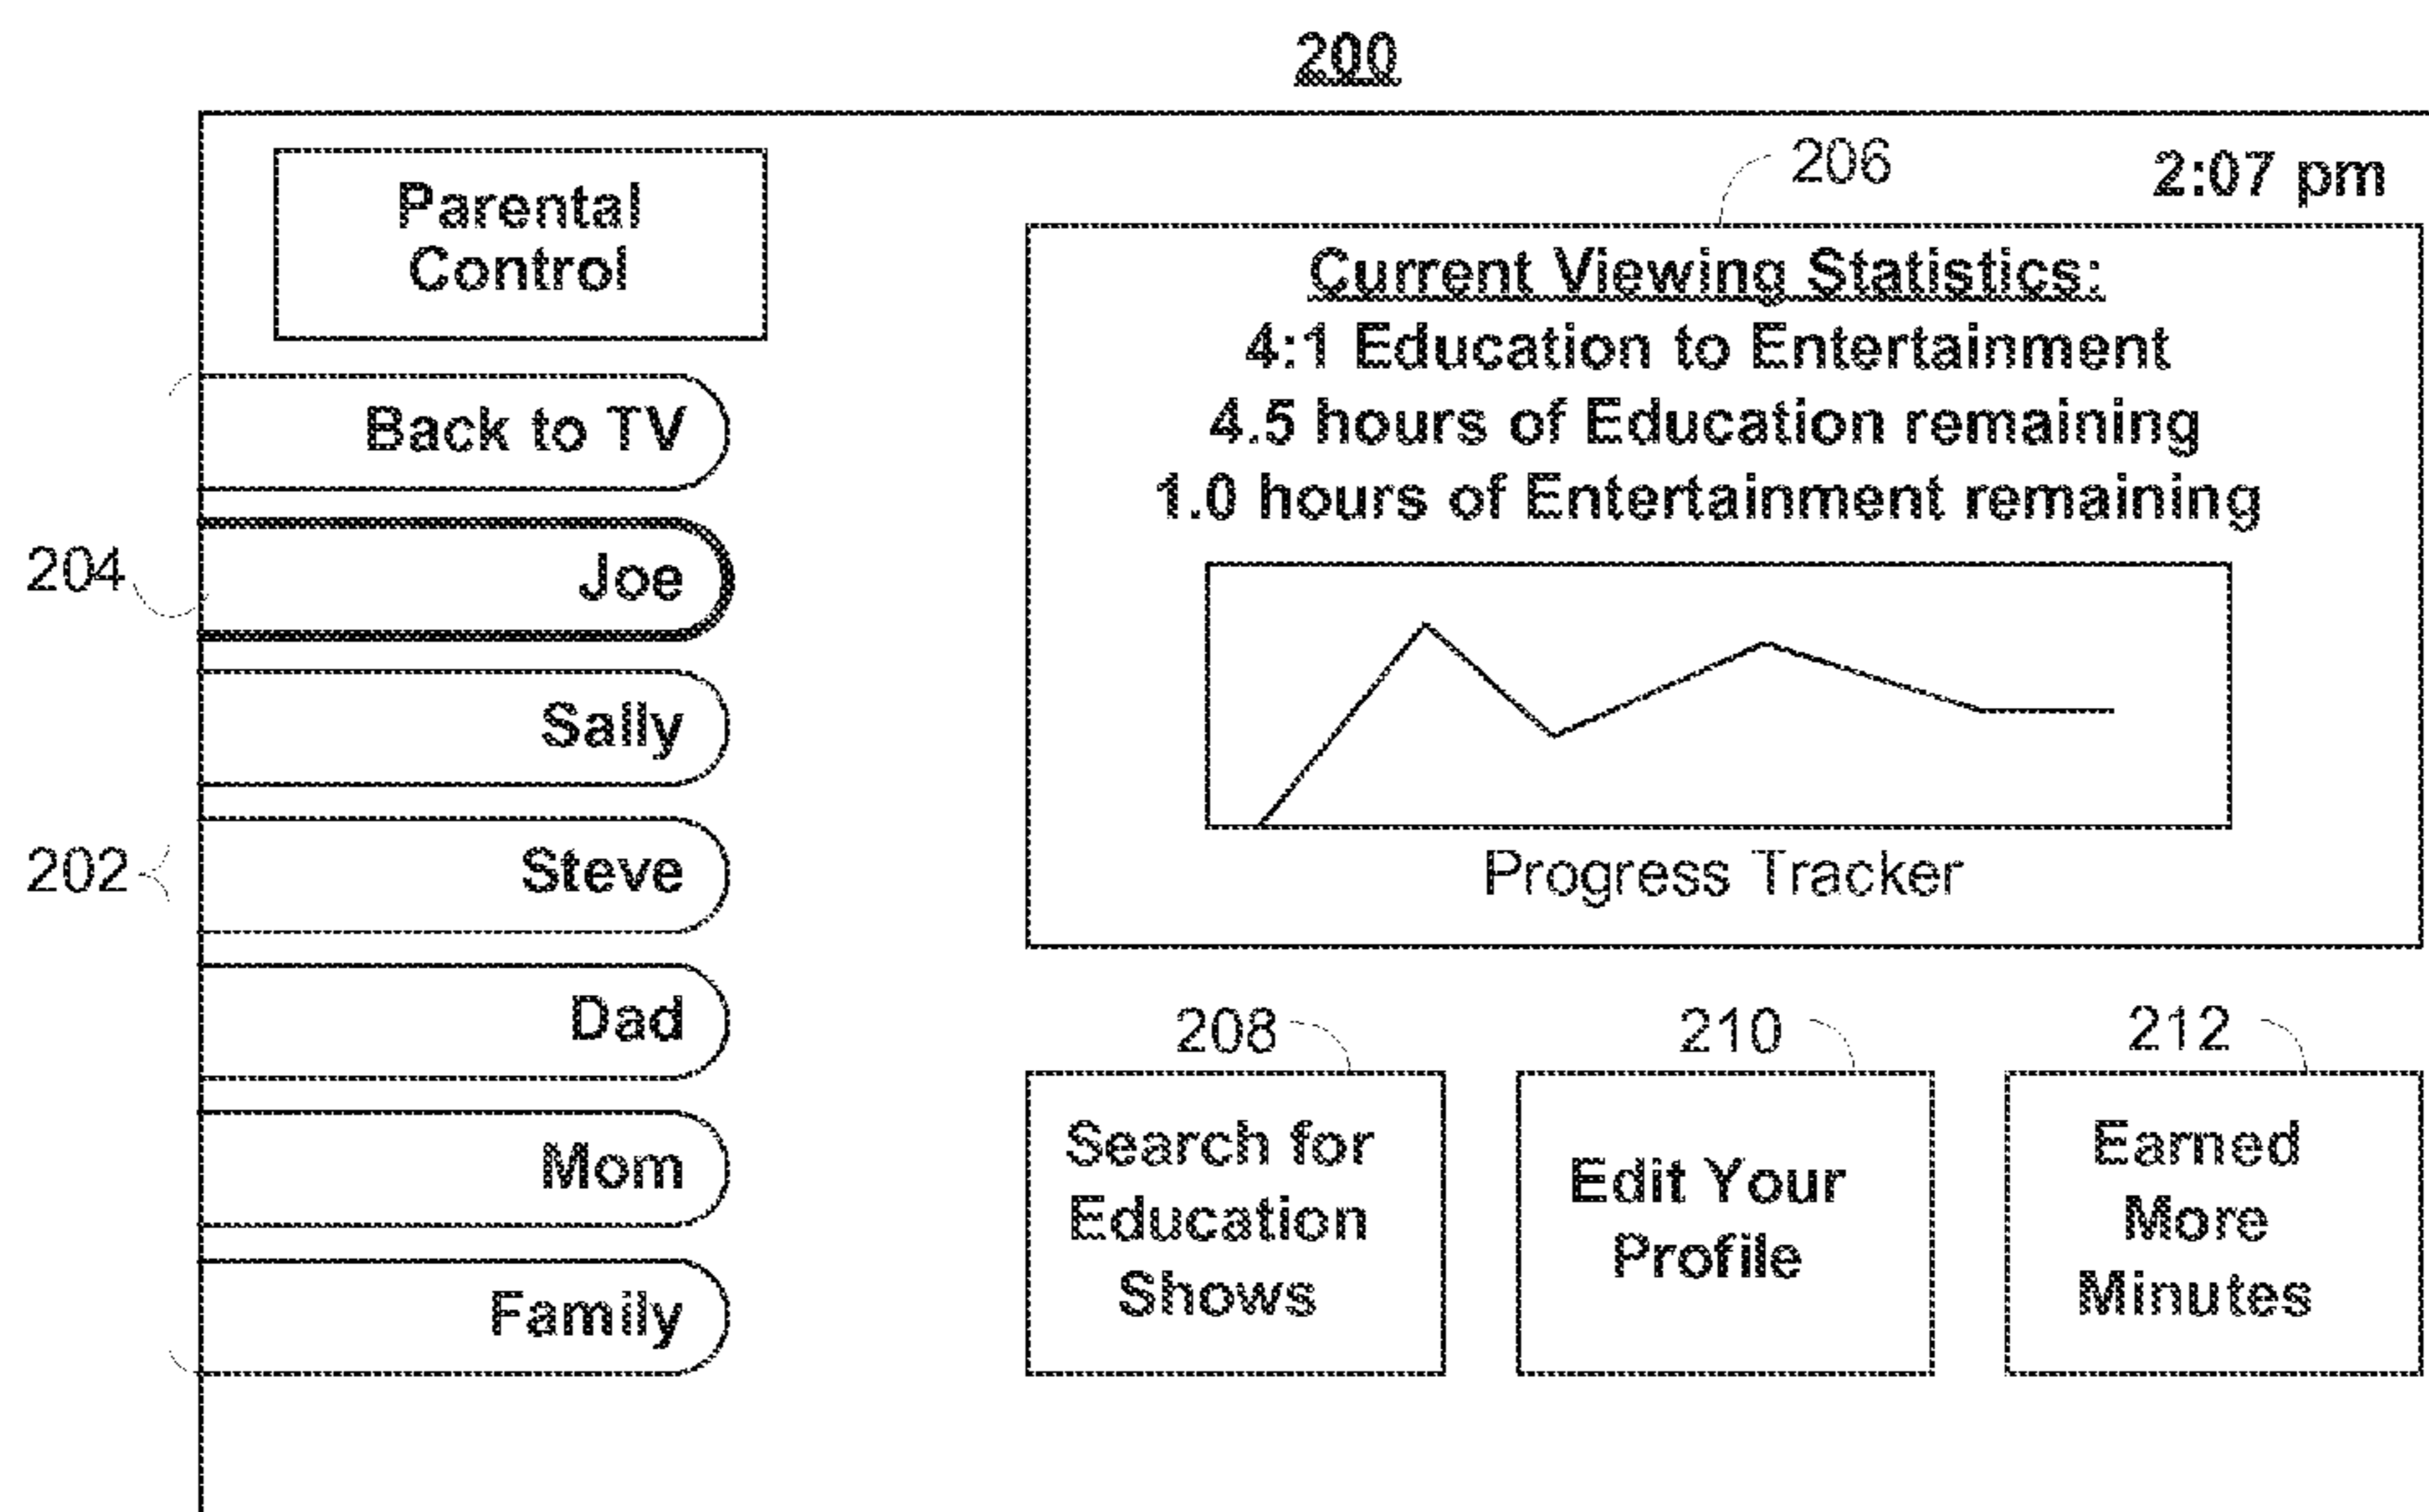 200
Parental
Control
Back to TV
204
Joe
Sally
202
Steve
Dad
Mom
Family
206
2:07 pm
Current Viewing Statistics:
4:1 Education to Entertainment
4.5 hours of Education remaining
1.0 hours of Entertainment remaining
Progress Tracker
208
Search for
Education
Shows
210
Edit Your
Profile
212
Earned
More
Minutes